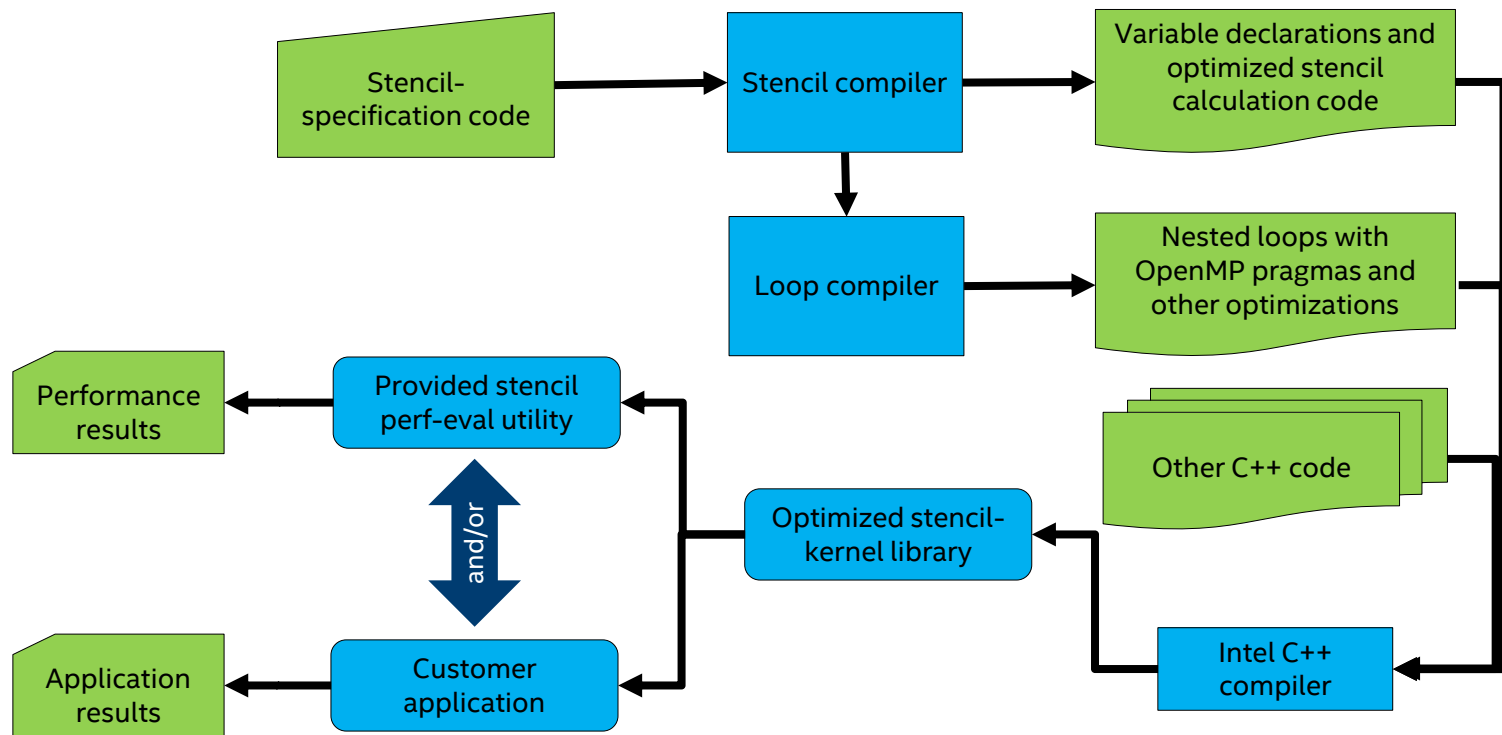 Stencil-
specification code
Stencil compiler
Variable declarations and
optimized stencil
calculation code
Loop compiler
Nested loops with
OpenMP pragmas and
other optimizations
Performance
results
Provided stencil
perf-eval utility
Other C++ code
and/or
Optimized stencil-
kernel library
Application
results
Customer
application
Intel C++
compiler